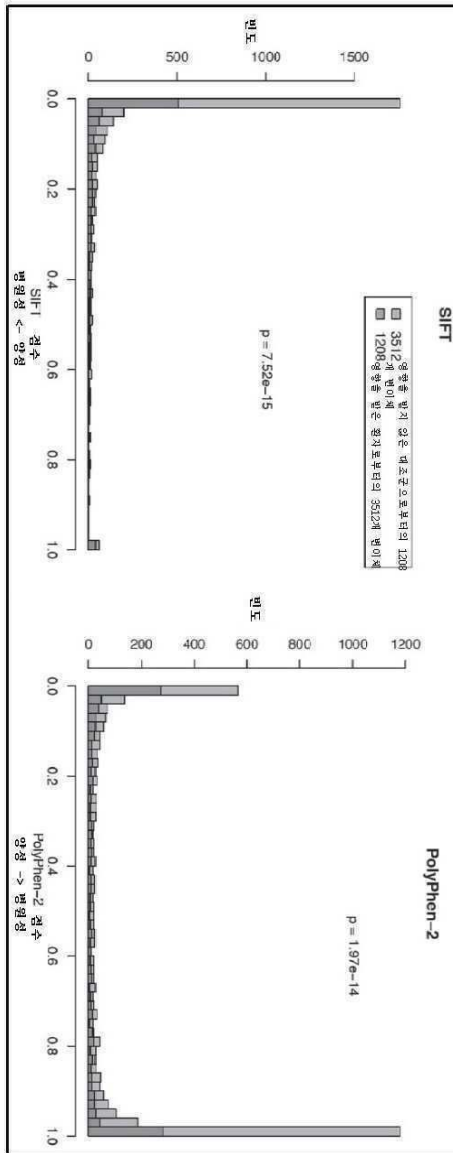 SIFT
영향을 받지 않은 대조군으로부터의 1208
3512개 변이체
1208영향을 받은 환자로부터의 3512개 변이체
p = 7.52e-15
빈도
0
500
1000
1500
0.0
0.2
0.4
0.6
0.8
1.0
SIFT 점수
병원성 <- 양성
PolyPhen-2
p = 1.97e-14
빈도
0
200
400
600
800
1000
1200
0.0
0.2
0.4
0.6
0.8
1.0
PolyPhen-2 점수
양성 -> 병원성